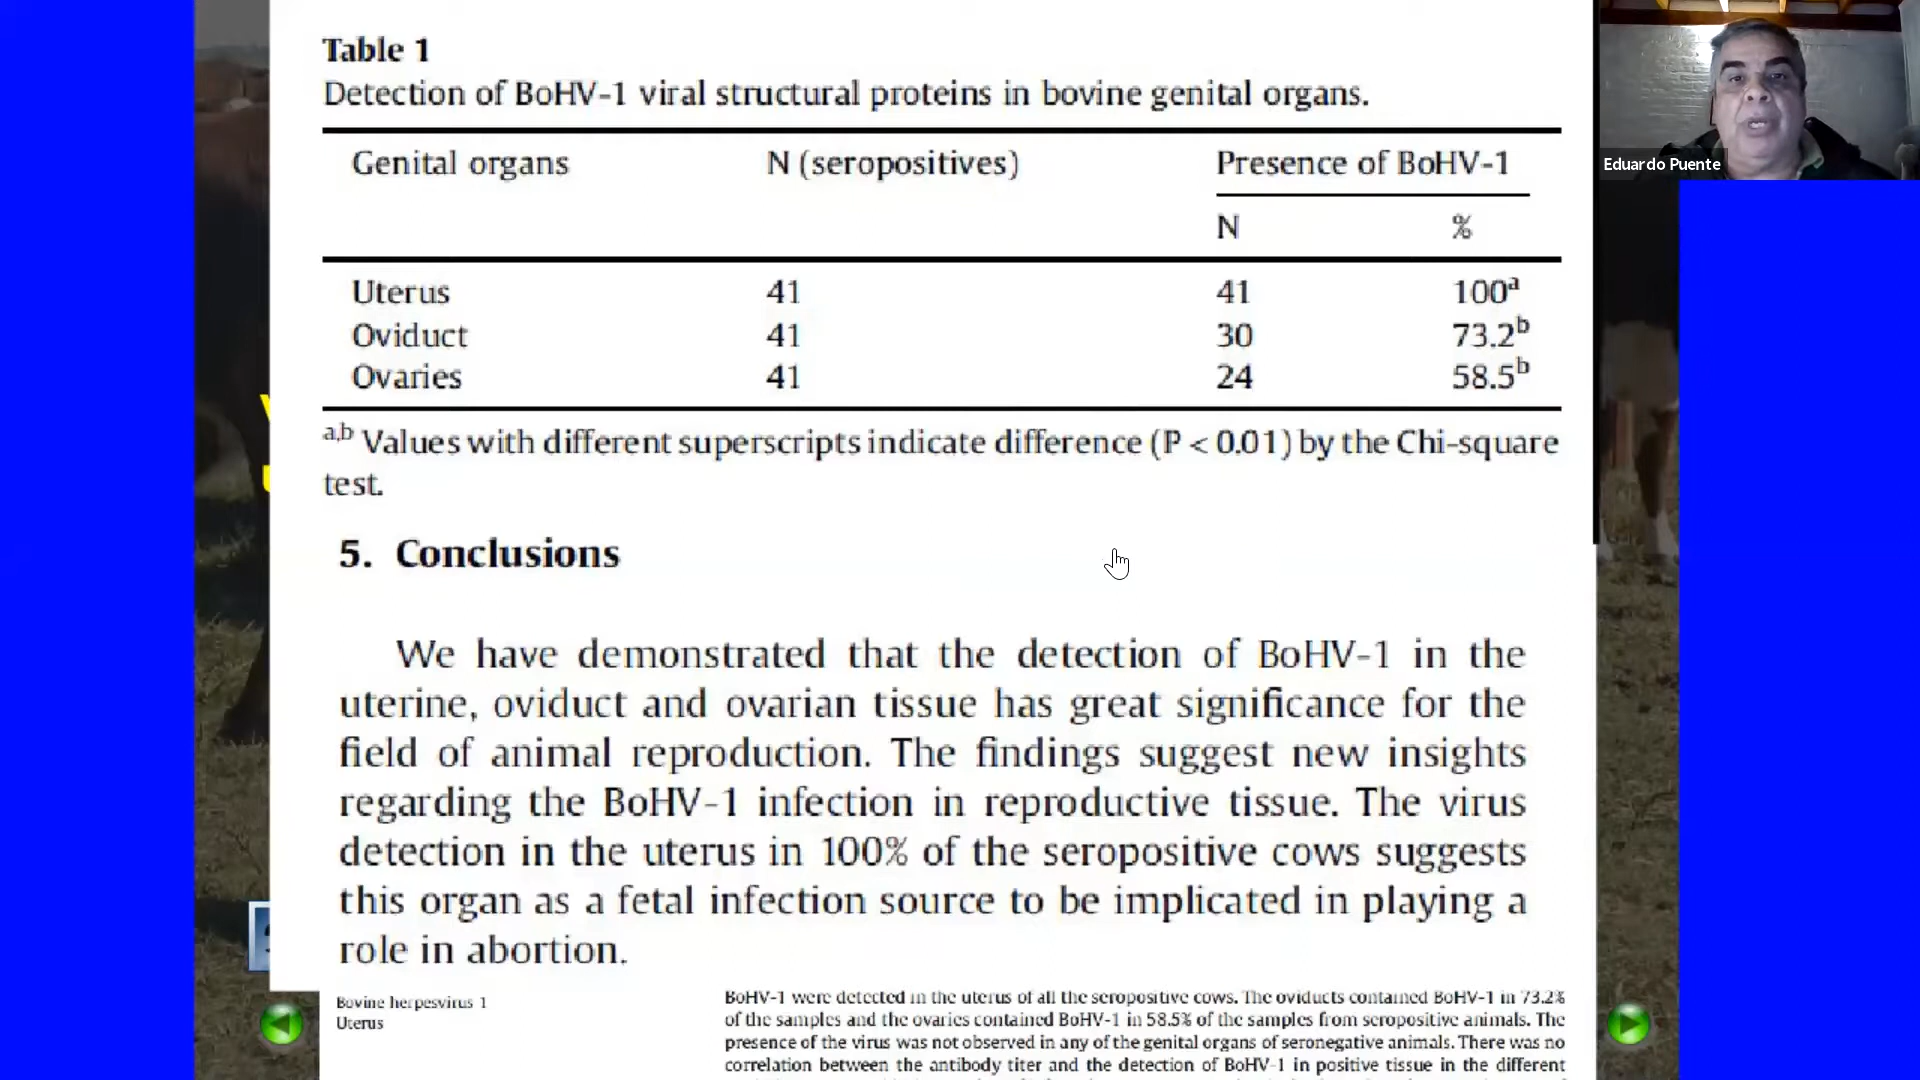 Table 1
Detection of BoHV-1 viral structural proteins in bovine genital organs.
Genital organs N (seropositives) Presence of BoHV-1
N %
Uterus 41 41 100a
Oviduct 41 30 73.2b
Ovaries 41 24 58.5b
a,b Values with different superscripts indicate difference (P < 0.01) by the Chi-square
test.
5. Conclusions
We have demonstrated that the detection of BoHV-1 in the
uterine, oviduct and ovarian tissue has great significance for the
field of animal reproduction. The findings suggest new insights
regarding the BoHV-1 infection in reproductive tissue. The virus
detection in the uterus in 100% of the seropositive cows suggests
this organ as a fetal infection source to be implicated in playing a
role in abortion.
Bovine herpesvirus 1
Uterus
BoHV-1 were detected in the uterus of all the seropositive cows. The oviducts contained BoHV-1 in 73.2%
of the samples and the ovaries contained BoHV-1 in 58.5% of the samples from seropositive animals. The
presence of the virus was not observed in any of the genital organs of seronegative animals. There was no
correlation between the antibody titer and the detection of BoHV-1 in positive tissue in the different
Eduardo Puente